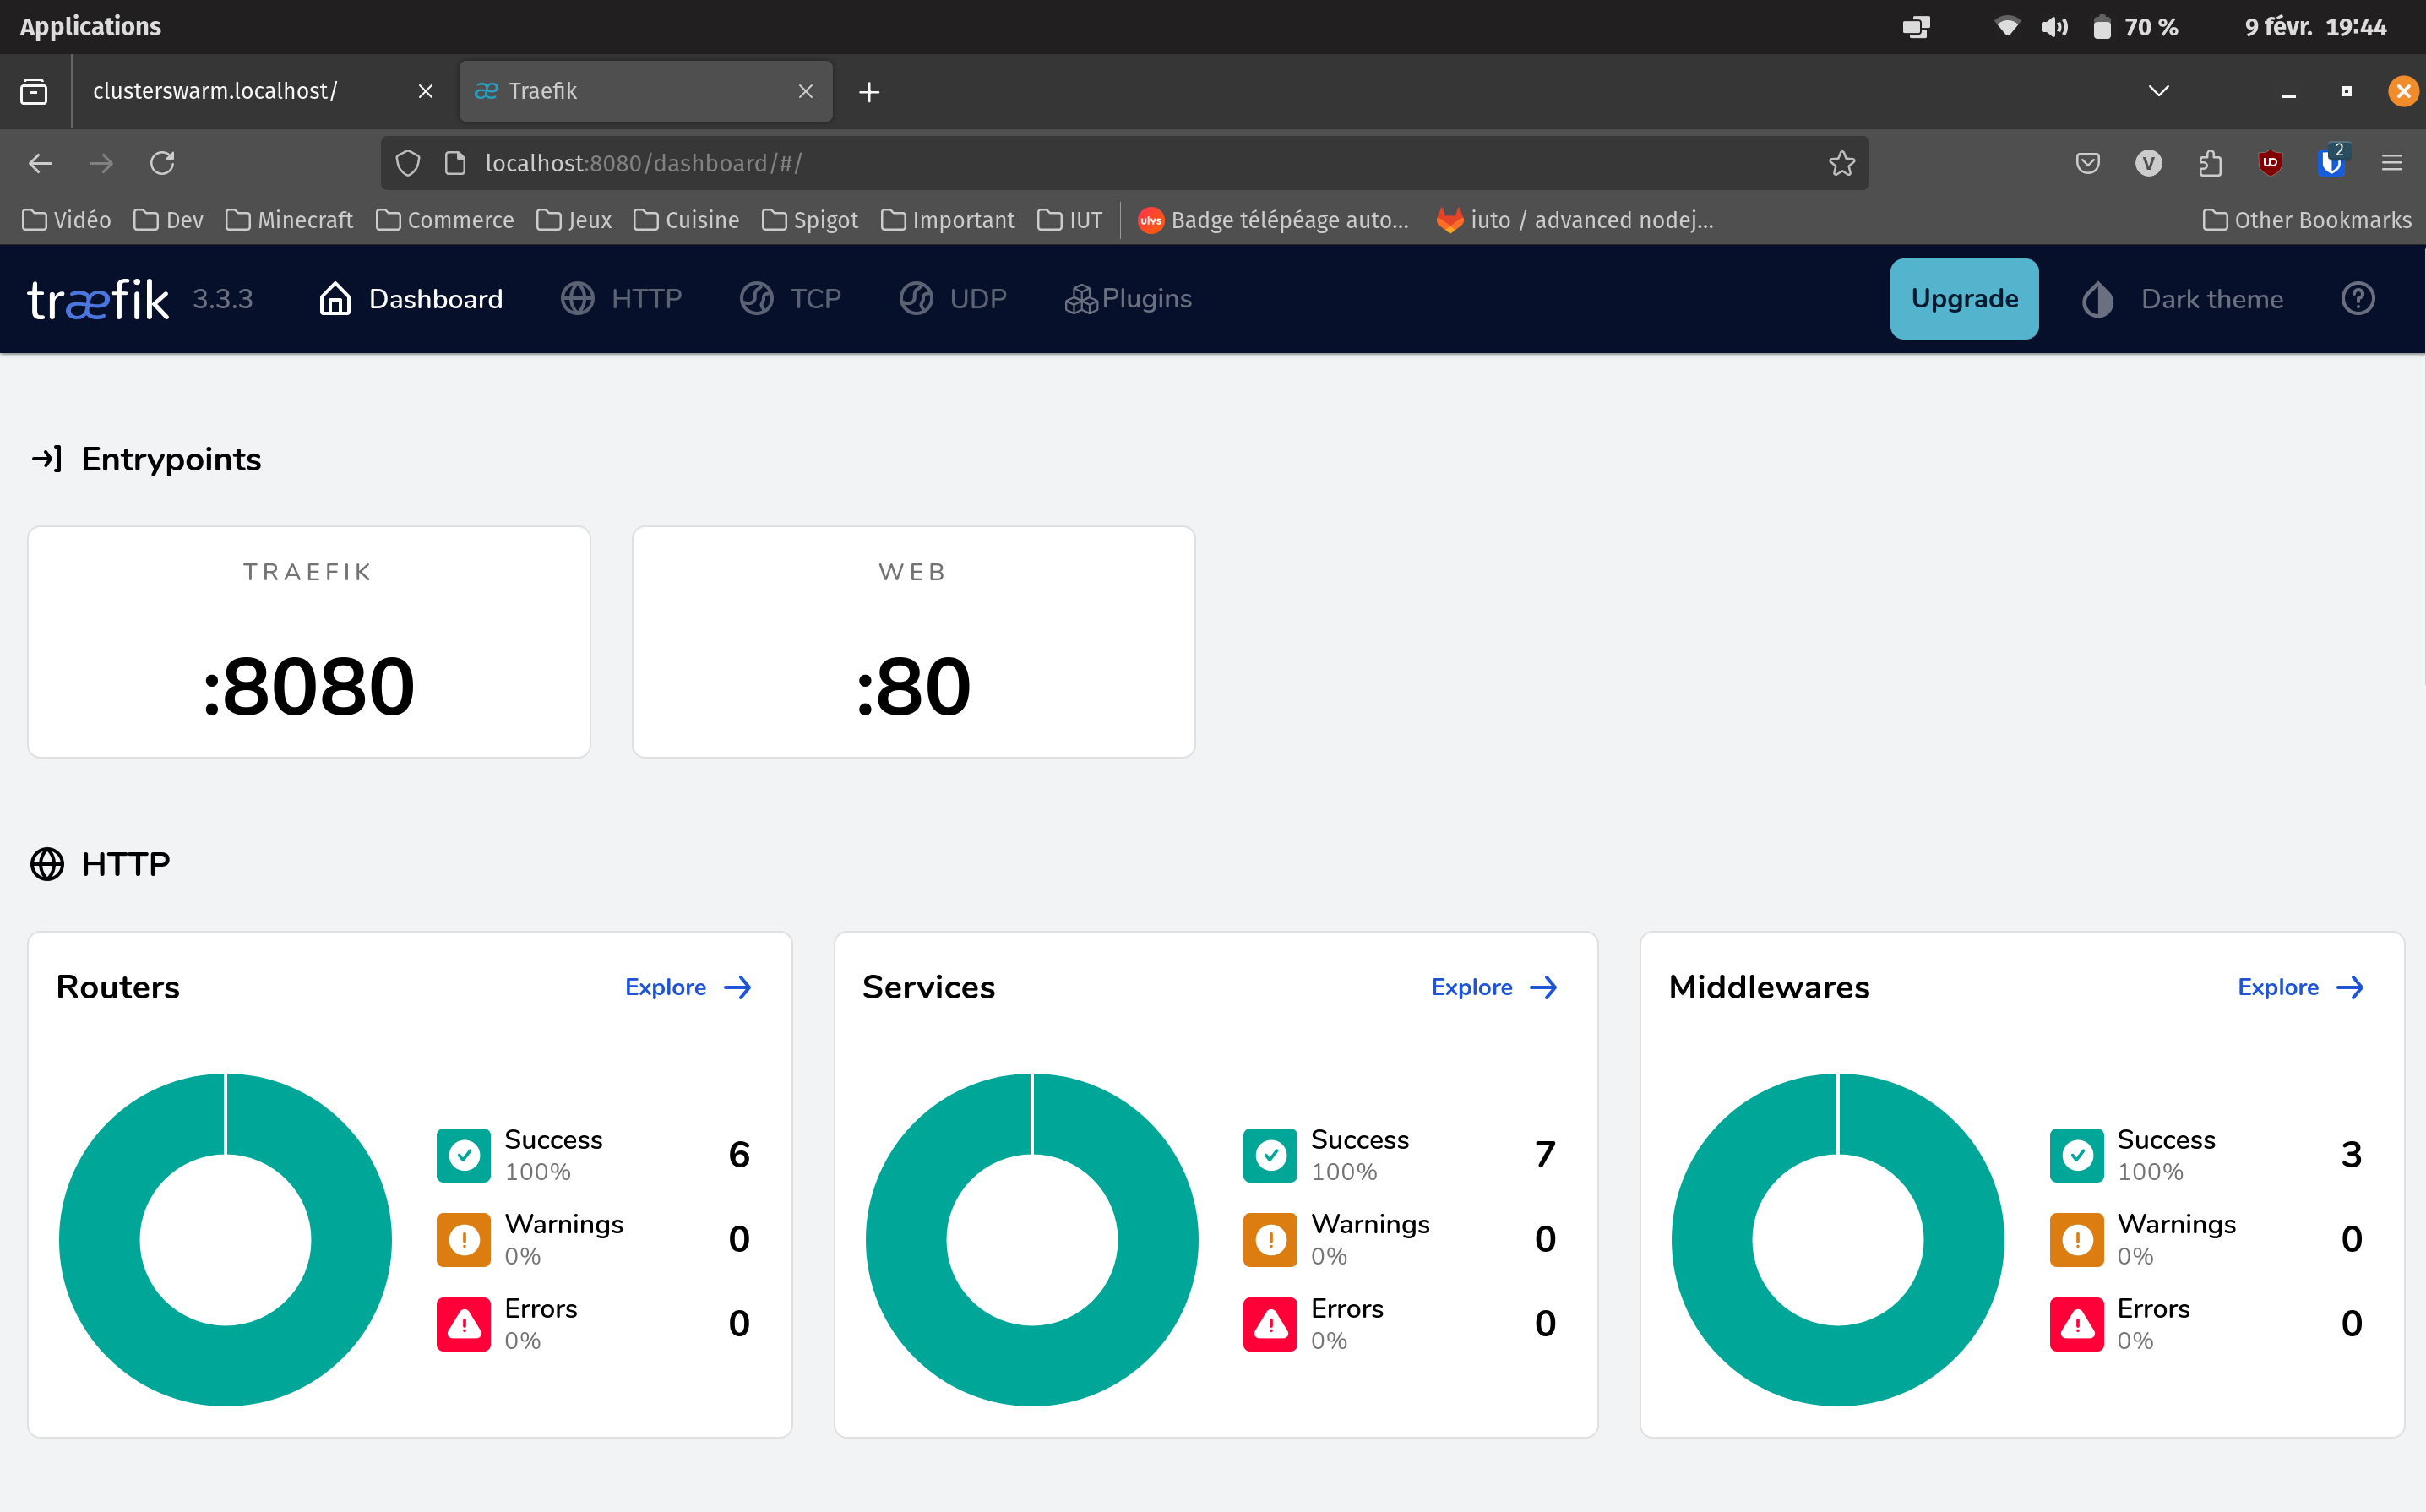 Applications
70 %
9 févr. 19:44
clusterswarm.localhost/
Traefik
localhost:8080/dashboard/#/
V
uo
2
Vidéo
Dev
Minecraft
Commerce
Jeux
Cuisine
Spigot
Important
IUT
ulys
Badge télépéage auto...
iuto / advanced nodej...
Other Bookmarks
træfik 3.3.3
Dashboard
HTTP
TCP
UDP
Plugins
Upgrade
Dark theme
Entrypoints
TRAEFIK
:8080
WEB
:80
HTTP
Routers
Explore
Success
100%
6
Warnings
0%
0
Errors
0%
0
Services
Explore
Success
100%
7
Warnings
0%
0
Errors
0%
0
Middlewares
Explore
Success
100%
3
Warnings
0%
0
Errors
0%
0